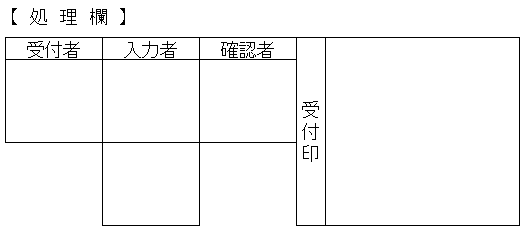 【 処 理 欄 】
受付者 入力者 確認者
受付印